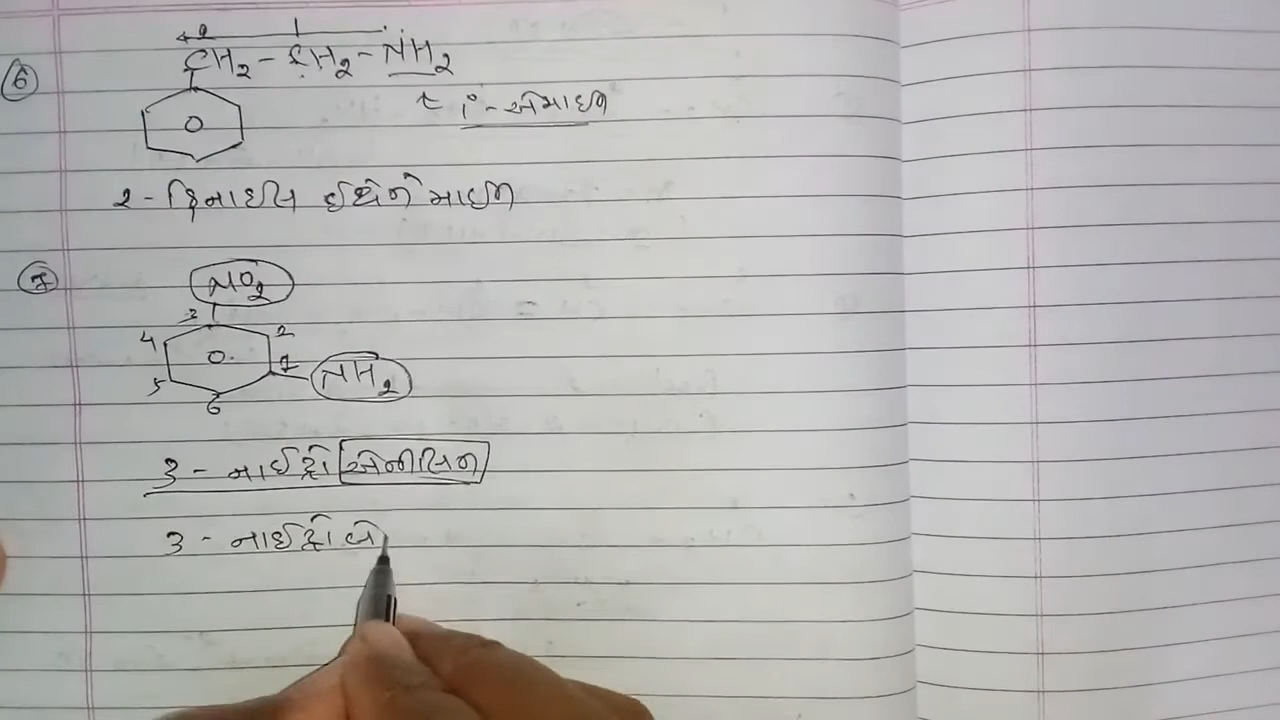 2 1
6 CH2 - CH2 - NH2
1° - એમાઇન
2 - ફિનાઇલ ઇથેનેમાઇન
7 NO2
3 2
4
1 NH2
5
6
3 - નાઇટ્રો એનીલિન
3 - નાઇટ્રો બે